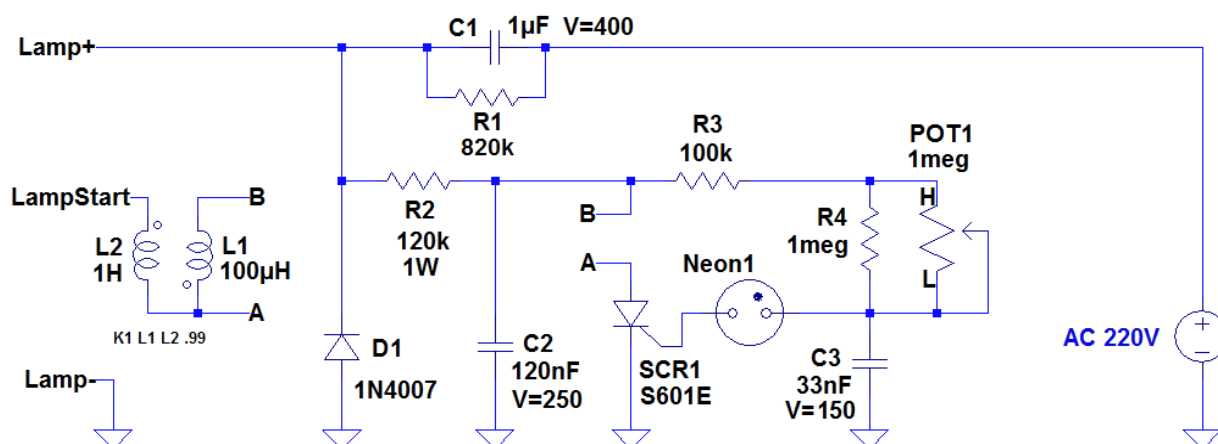 C1 1µF V=400
Lamp+
R1
820k
R3
100k
POT1
1meg
LampStart
B
H
R2
120k
1W
B
R4
1meg
L2
1H
L1
100µH
A
Neon1
L
A
K1 L1 L2 .99
D1
1N4007
C2
120nF
V=250
SCR1
S601E
C3
33nF
V=150
AC 220V
+
−
Lamp-